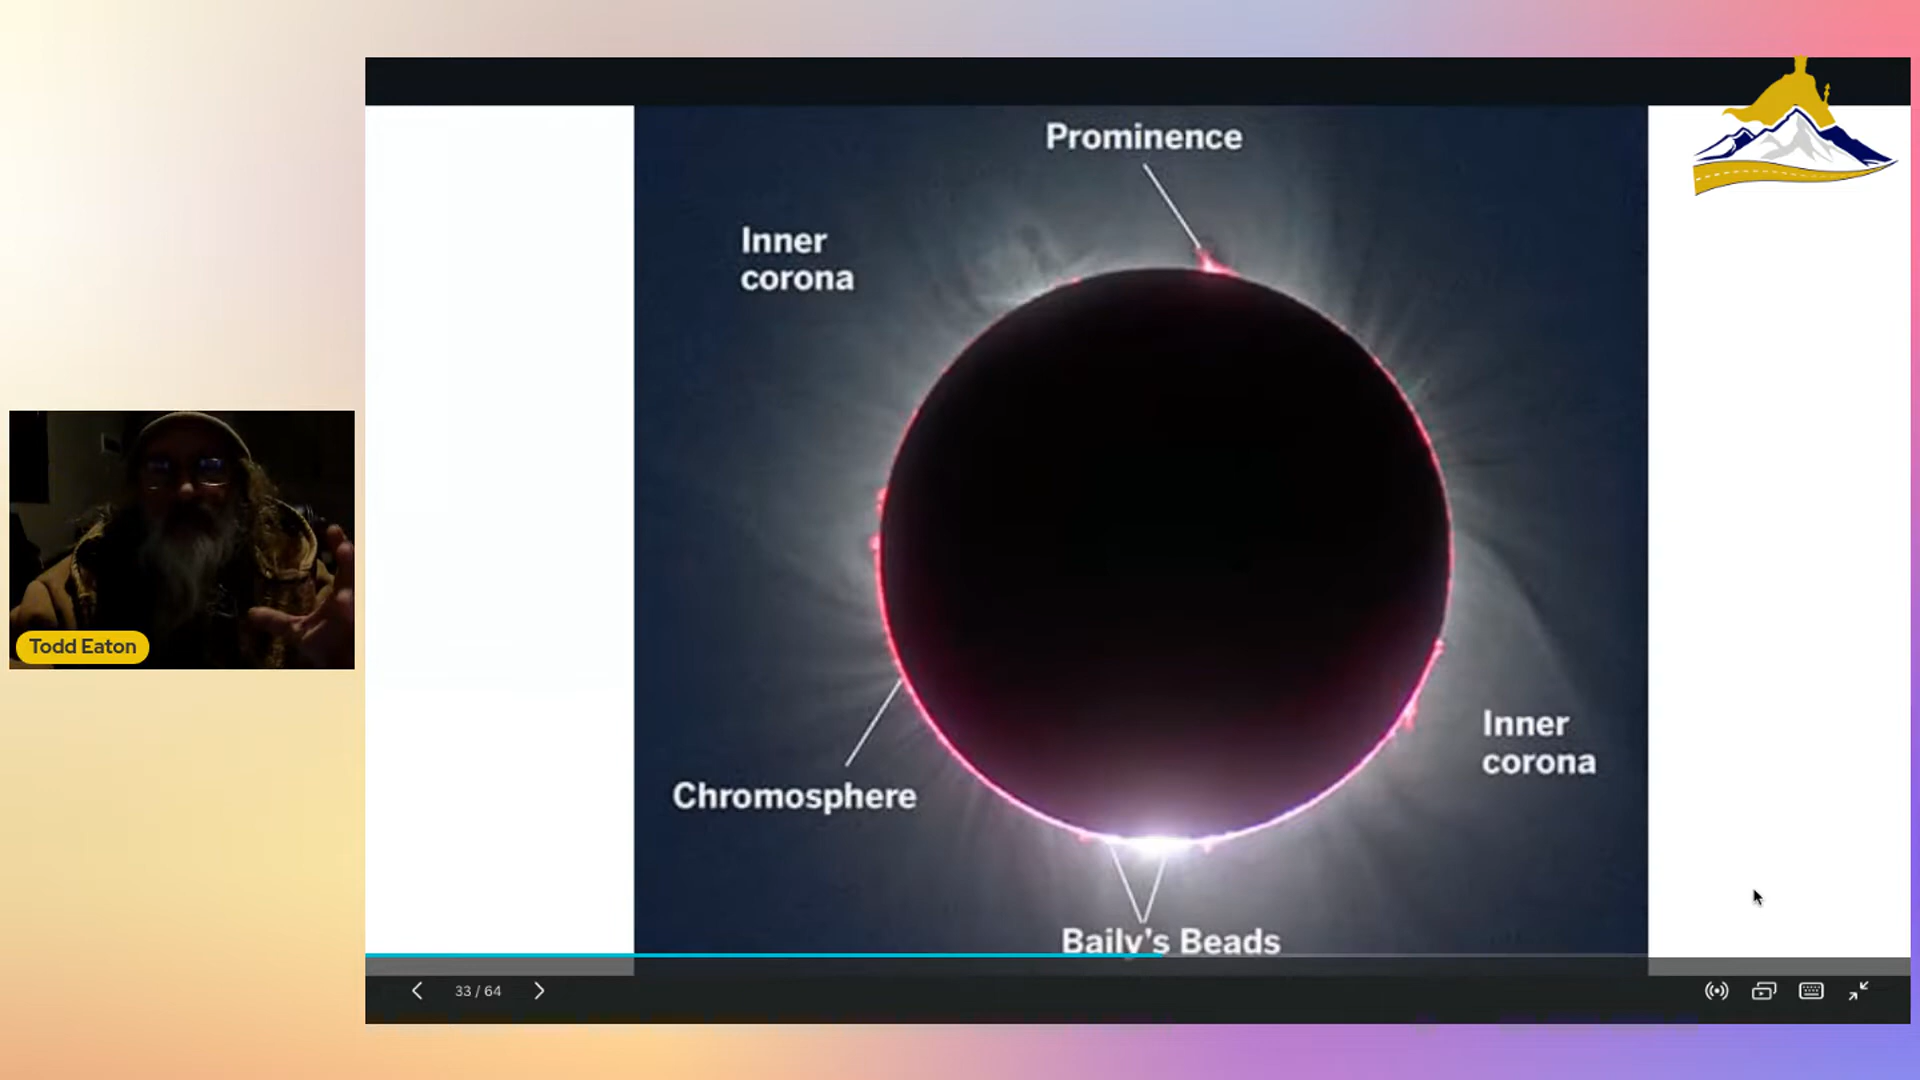 Prominence
Inner
corona
Todd Eaton
Inner
corona
Chromosphere
Baily's Beads
33 / 64